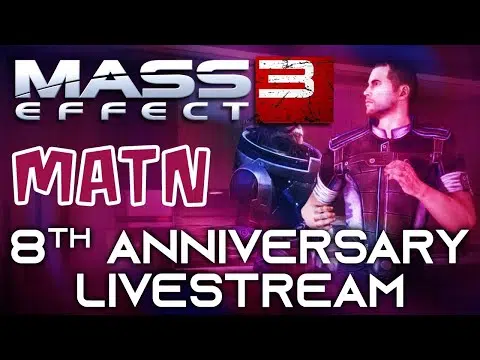 MASS
EFFECT 3
MATN
8TH ANNIVERSARY
LIVESTREAM